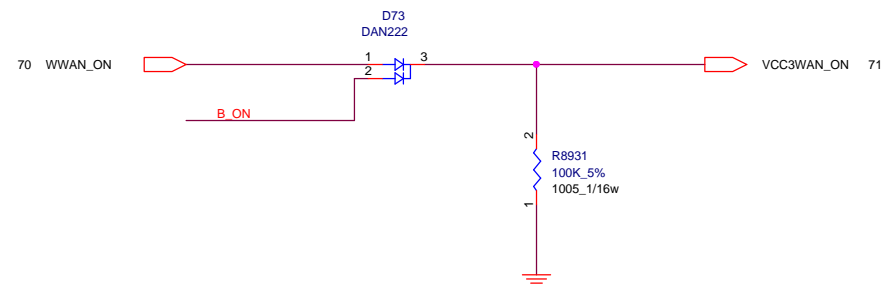 D73
DAN222
70 WWAN_ON
1
3
VCC3WAN_ON 71
2
B_ON
2
R8931
100K_5%
1005_1/16w
1